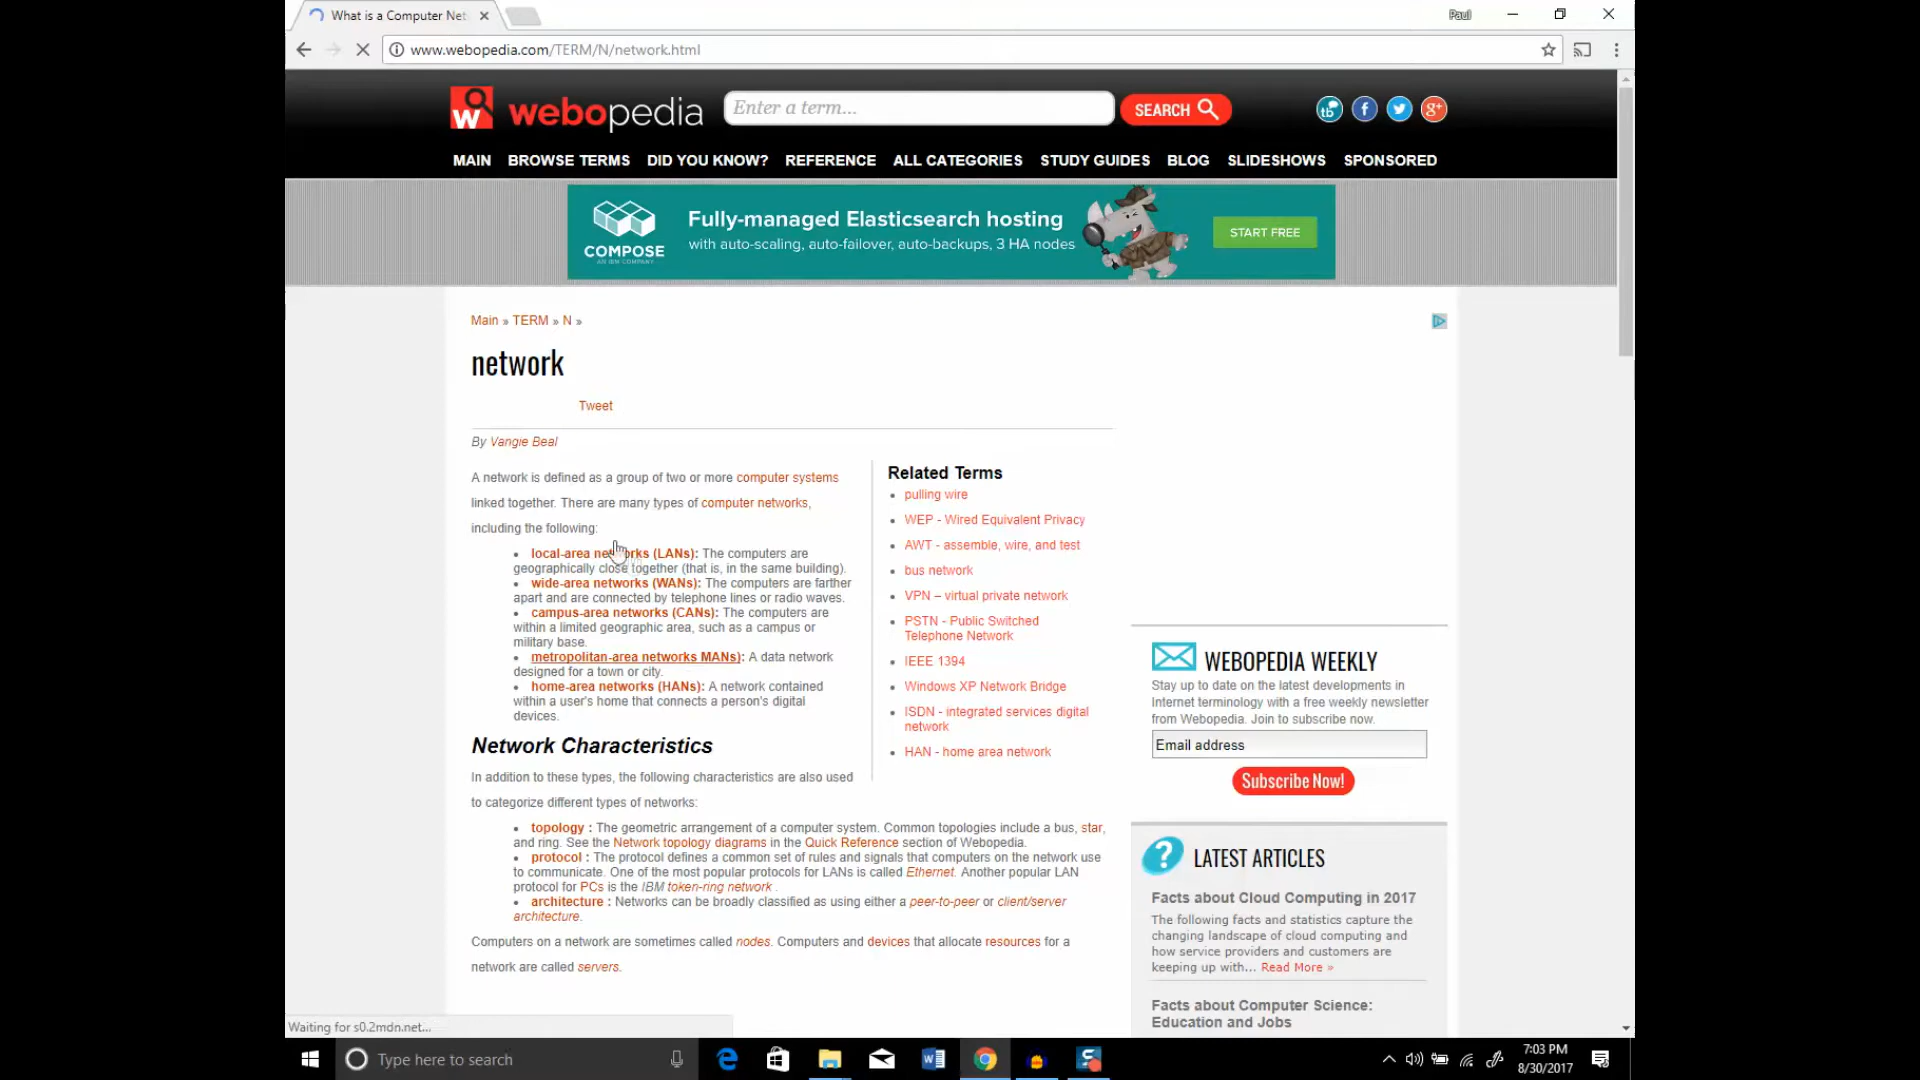 What is a Computer Net
Paul
www.webopedia.com/TERM/N/network.html
webopedia
Enter a term...
SEARCH
MAIN
BROWSE TERMS
DID YOU KNOW?
REFERENCE
ALL CATEGORIES
STUDY GUIDES
BLOG
SLIDESHOWS
SPONSORED
COMPOSE
AN IBM COMPANY
Fully-managed Elasticsearch hosting
with auto-scaling, auto-failover, auto-backups, 3 HA nodes
START FREE
Main » TERM » N »
network
Tweet
By Vangie Beal
A network is defined as a group of two or more computer systems
linked together. There are many types of computer networks,
including the following:
local-area networks (LANs): The computers are
geographically close together (that is, in the same building).
wide-area networks (WANs): The computers are farther
apart and are connected by telephone lines or radio waves.
campus-area networks (CANs): The computers are
within a limited geographic area, such as a campus or
military base.
metropolitan-area networks MANs): A data network
designed for a town or city.
home-area networks (HANs): A network contained
within a user's home that connects a person's digital
devices.
Related Terms
pulling wire
WEP - Wired Equivalent Privacy
AWT - assemble, wire, and test
bus network
VPN – virtual private network
PSTN - Public Switched
Telephone Network
IEEE 1394
Windows XP Network Bridge
ISDN - integrated services digital
network
HAN - home area network
Network Characteristics
In addition to these types, the following characteristics are also used
to categorize different types of networks:
topology : The geometric arrangement of a computer system. Common topologies include a bus, star,
and ring. See the Network topology diagrams in the Quick Reference section of Webopedia.
protocol : The protocol defines a common set of rules and signals that computers on the network use
to communicate. One of the most popular protocols for LANs is called Ethernet. Another popular LAN
protocol for PCs is the IBM token-ring network .
architecture : Networks can be broadly classified as using either a peer-to-peer or client/server
architecture.
Computers on a network are sometimes called nodes. Computers and devices that allocate resources for a
network are called servers.
WEBOPEDIA WEEKLY
Stay up to date on the latest developments in
Internet terminology with a free weekly newsletter
from Webopedia. Join to subscribe now.
Email address
Subscribe Now!
LATEST ARTICLES
Facts about Cloud Computing in 2017
The following facts and statistics capture the
changing landscape of cloud computing and
how service providers and customers are
keeping up with... Read More »
Facts about Computer Science:
Education and Jobs
Waiting for s0.2mdn.net...
Type here to search
7:03 PM
8/30/2017